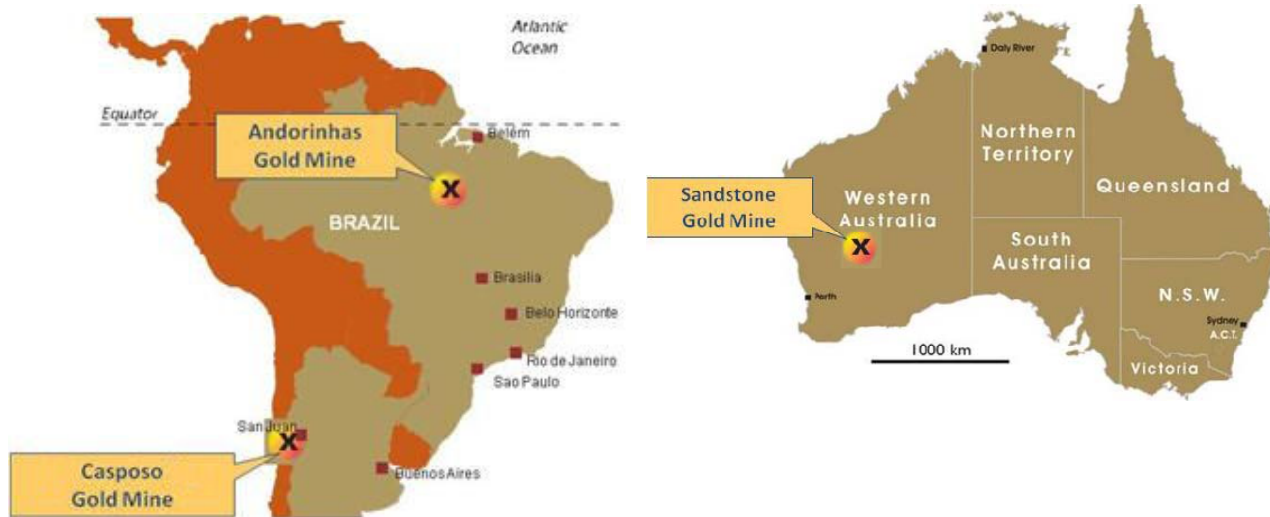 Atlantic
Ocean
Equator
Andorinhas
Gold Mine
Belém
X
BRAZIL
Brasilia
Belo Horizonte
Rio de Janeiro
Sao Paulo
San Juan
X
Buenos Aires
Casposo
Gold Mine
Daly River
Northern
Territory
Queensland
Sandstone
Gold Mine
Western
Australia
X
South
Australia
Perth
N.S.W.
Sydney
A.C.T.
1000 km
Victoria